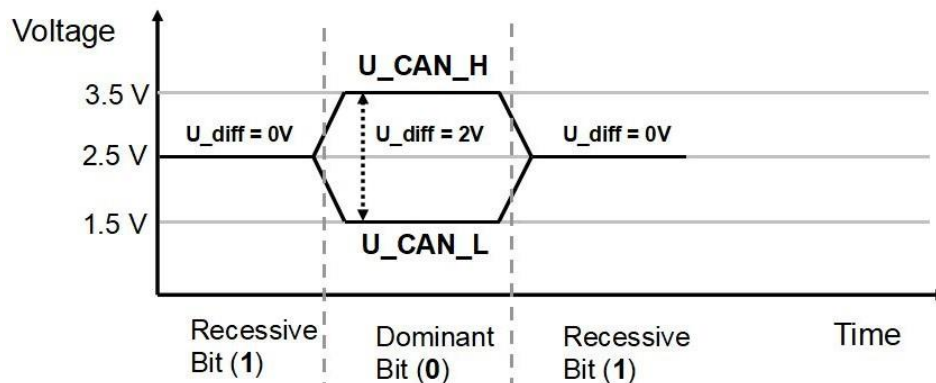 Voltage
U_CAN_H
3.5 V
U_diff = 0V
U_diff = 2V
U_diff = 0V
2.5 V
1.5 V
U_CAN_L
Recessive
Bit (1)
Dominant
Bit (0)
Recessive
Bit (1)
Time